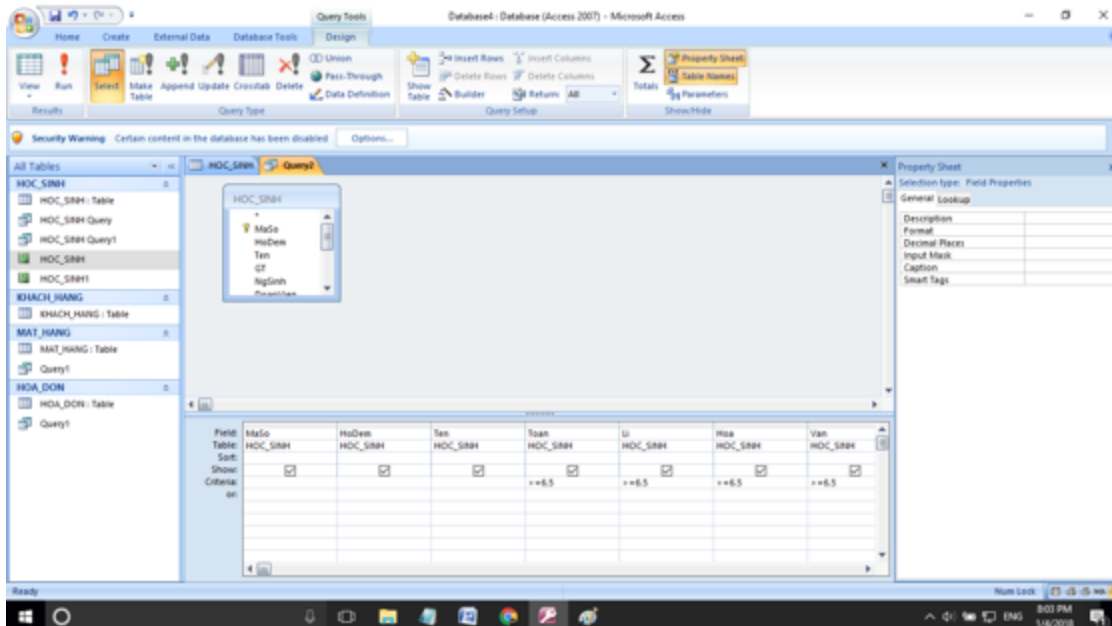 Query Tools
Database4 : Database (Access 2007) - Microsoft Access
Home Create External Data Database Tools Design
View
Run
Select
Make Table
Append
Update
Crosstab
Delete
Union
Pass-Through
Data Definition
Show Table
Insert Rows
Delete Rows
Builder
Insert Columns
Delete Columns
Return: All
Totals
Property Sheet
Table Names
Parameters
Results
Query Type
Query Setup
Show/Hide
Security Warning Certain content in the database has been disabled Options...
All Tables
HOC_SINH
HOC_SINH : Table
HOC_SINH Query
HOC_SINH Query1
HOC_SINH
HOC_SINH1
KHACH_HANG
KHACH_HANG : Table
MAT_HANG
MAT_HANG : Table
Query1
HOA_DON
HOA_DON : Table
Query1
HOC_SINH Query2
HOC_SINH
*
MaSo
HoDem
Ten
GT
NgSinh
Field: MaSo HoDem Ten Toan Li Hoa Van
Table: HOC_SINH HOC_SINH HOC_SINH HOC_SINH HOC_SINH HOC_SINH HOC_SINH
Sort:
Show:
Criteria: >=6.5 >=6.5 >=6.5 >=6.5
or:
Property Sheet
Selection type: Field Properties
General Lookup
Description
Format
Decimal Places
Input Mask
Caption
Smart Tags
Ready
Num Lock
ENG
8:03 PM
5/4/2018